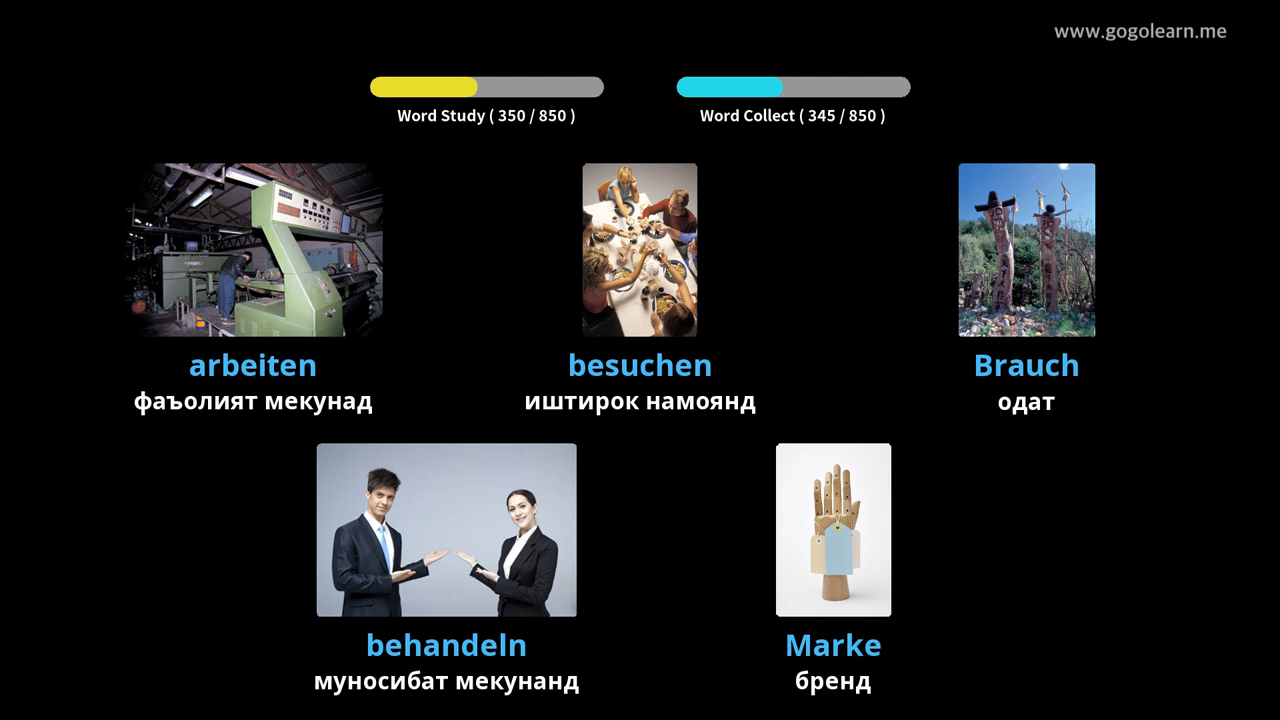 www.gogolearn.me
Word Study ( 350 / 850 )
Word Collect ( 345 / 850 )
arbeiten
фаъолият мекунад
besuchen
иштирок намоянд
Brauch
одат
behandeln
муносибат мекунанд
Marke
бренд